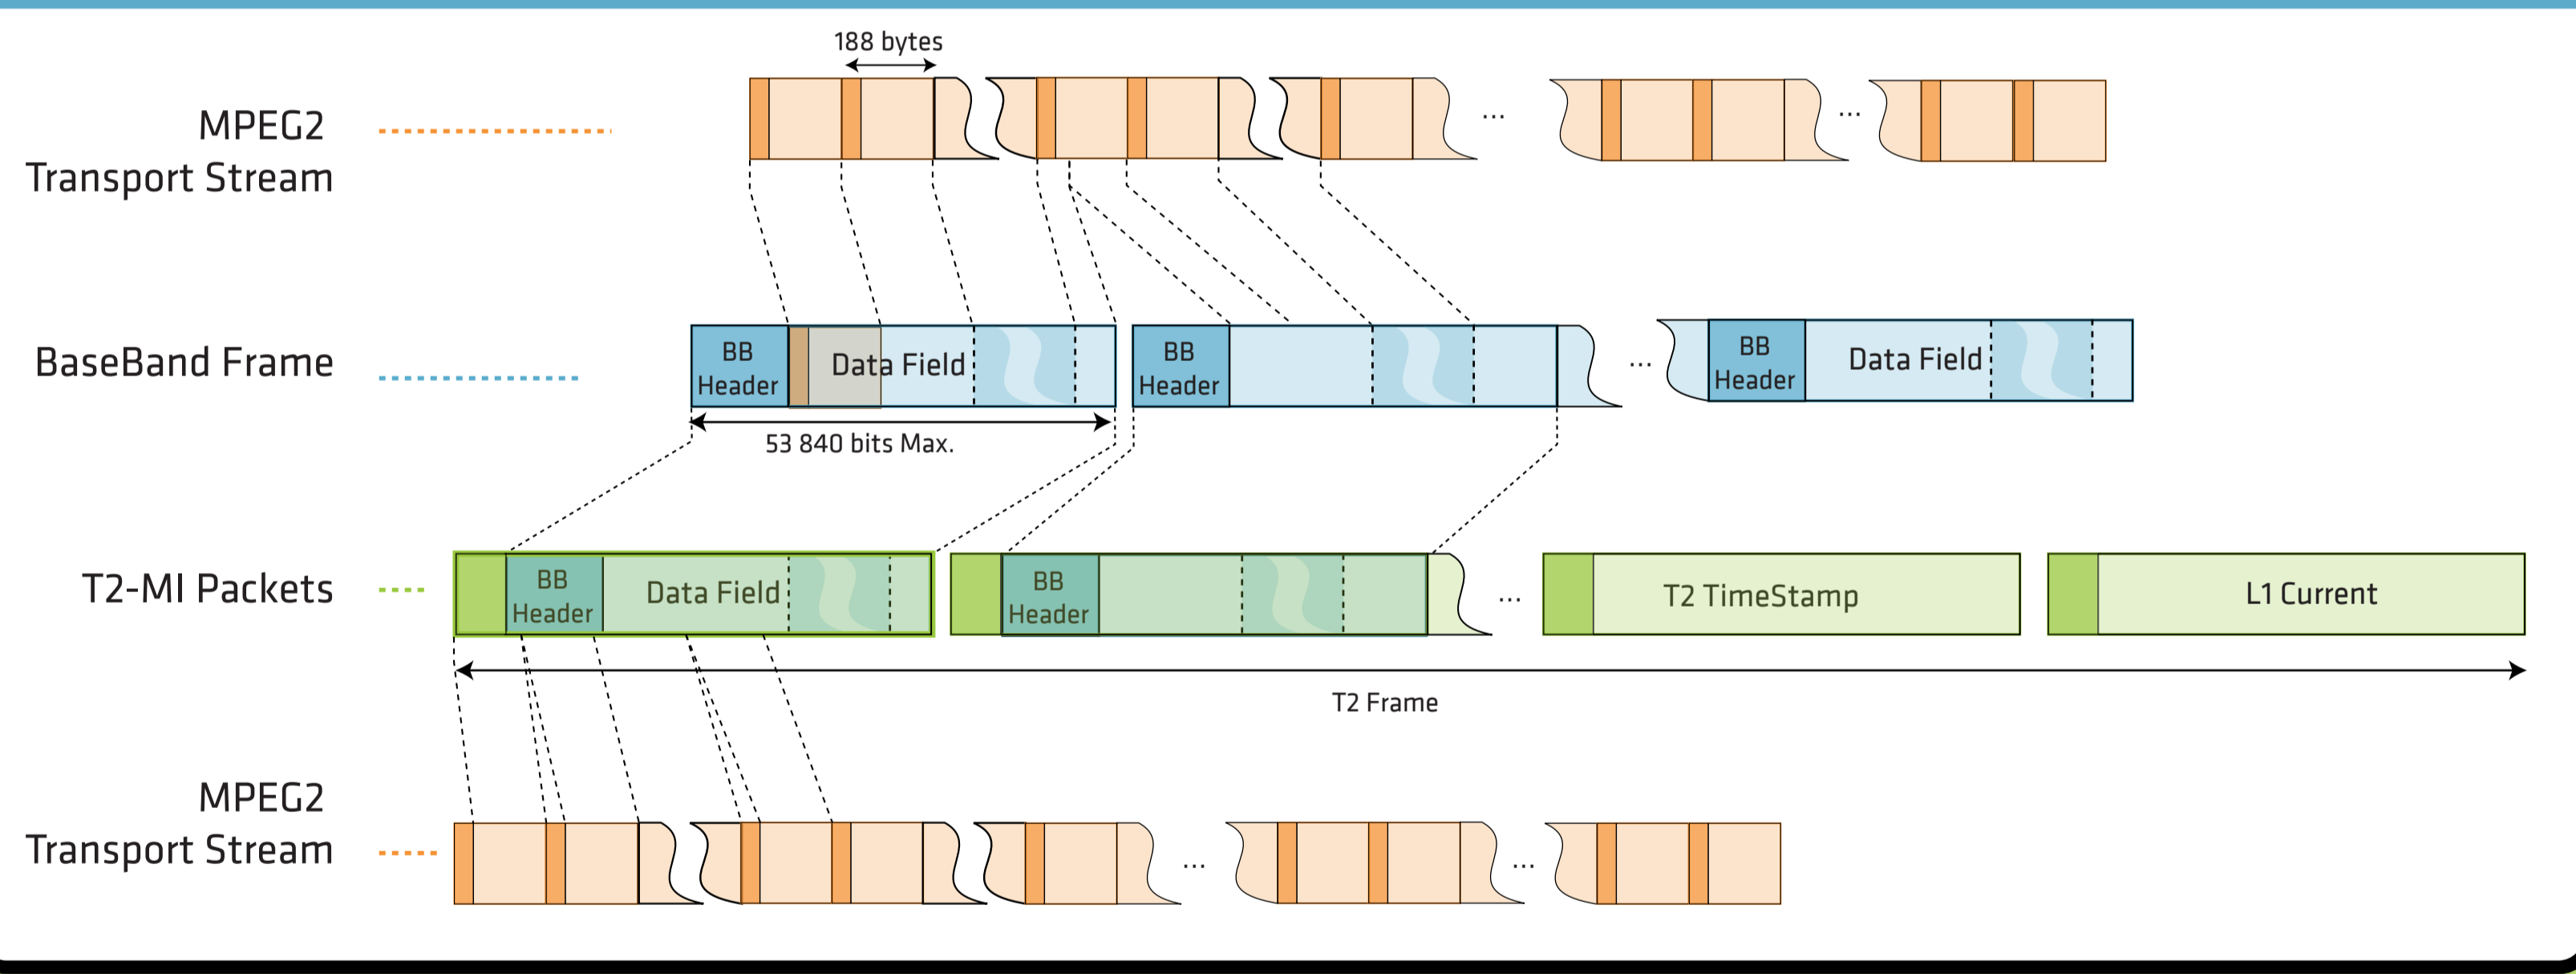 188 bytes
MPEG2
Transport Stream
...
...
BaseBand Frame
BB
Header
Data Field
BB
Header
...
BB
Header
Data Field
53 840 bits Max.
T2-MI Packets
BB
Header
Data Field
BB
Header
...
T2 TimeStamp
L1 Current
T2 Frame
MPEG2
Transport Stream
...
...